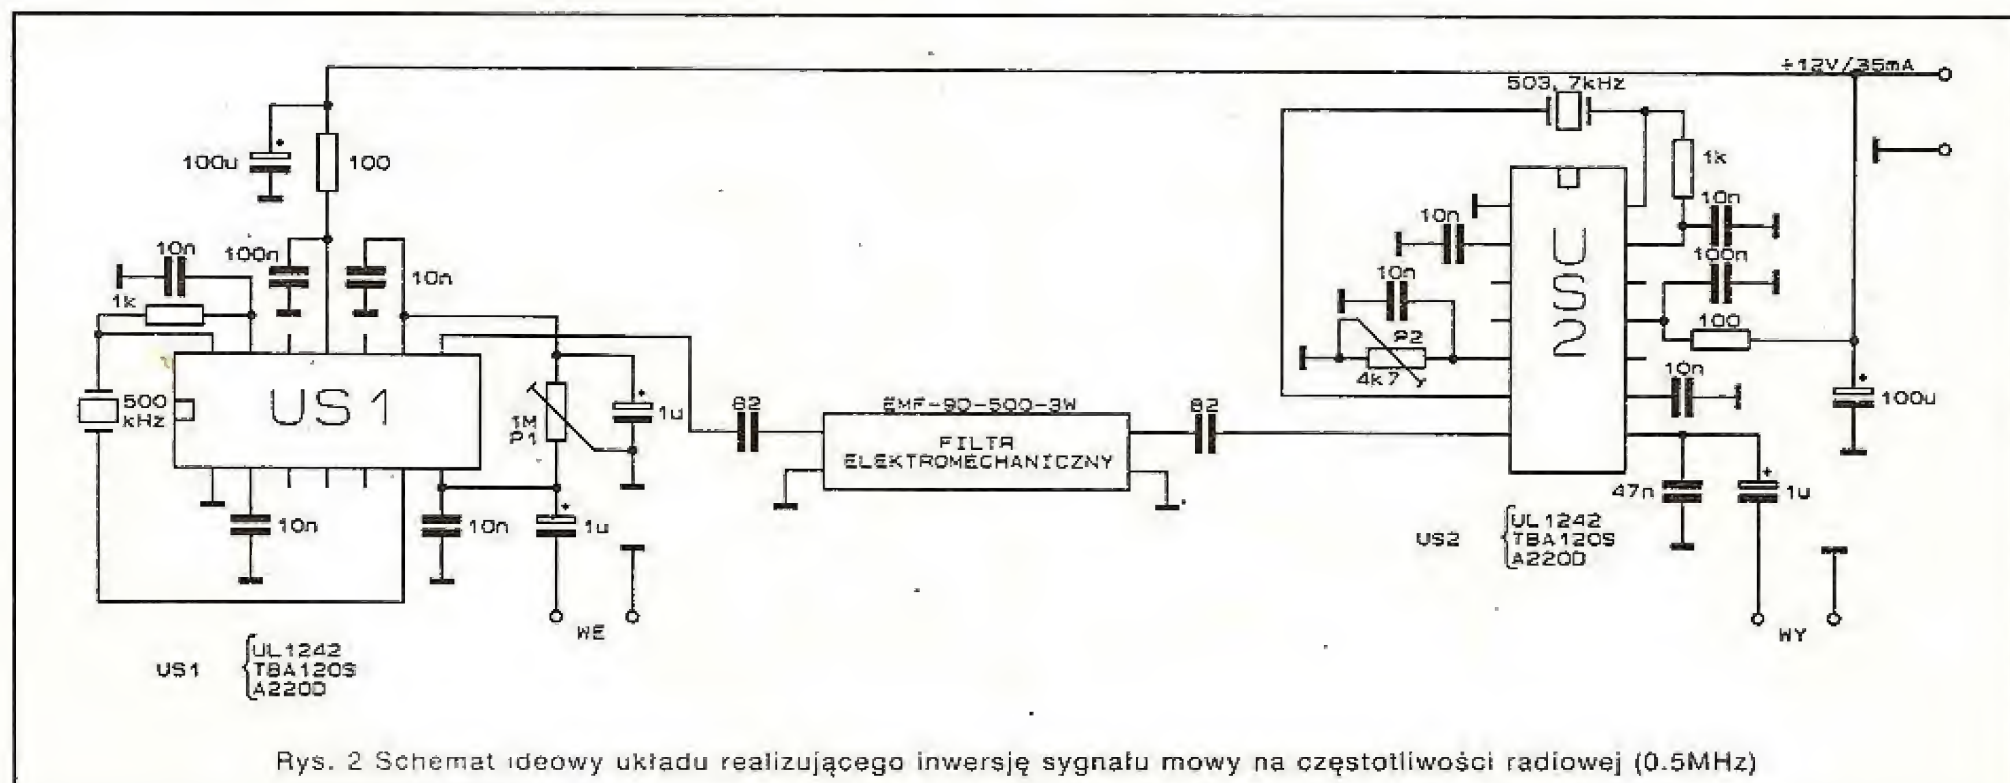 +12V/35mA
503,7kHz
100u
100
1k
10n
10n
10n
100n
10n
100n
10n
1k
US2
100
P2
4k7
10n
500
kHz
US1
1M
P1
1u
82
EMF-90-500-3W
82
FILTR
ELEKTROMECHANICZNY
100u
10n
10n
1u
47n
1u
US2
UL1242
TBA120S
A220D
WE
WY
US1
UL1242
TBA120S
A220D
Rys. 2 Schemat ideowy układu realizującego inwersję sygnału mowy na częstotliwości radiowej (0.5MHz)